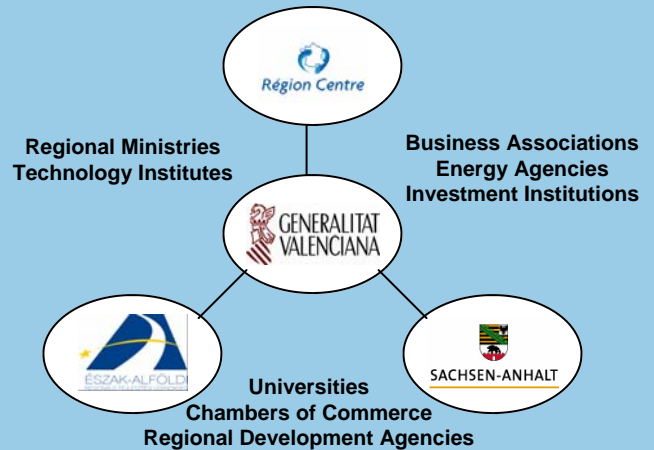 Région Centre
Regional Ministries
Technology Institutes
Business Associations
Energy Agencies
Investment Institutions
GENERALITAT
VALENCIANA
ÉSZAK-ALFÖLDI
SACHSEN-ANHALT
Universities
Chambers of Commerce
Regional Development Agencies